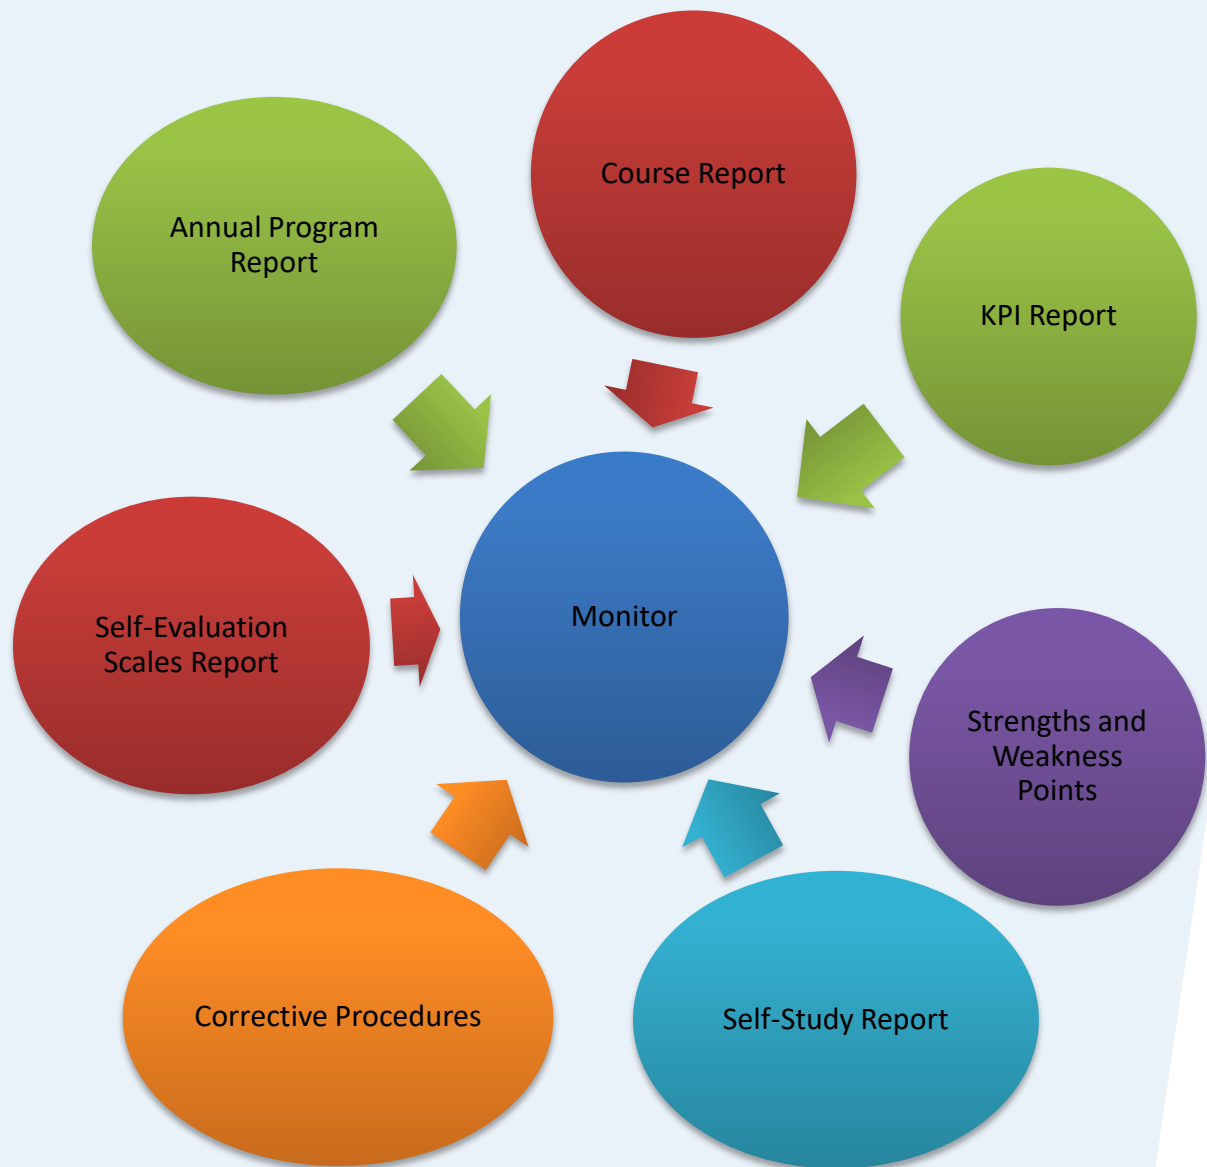 Course Report
Annual Program
Report
KPI Report
Self-Evaluation
Scales Report
Monitor
Strengths and
Weakness
Points
Corrective Procedures
Self-Study Report